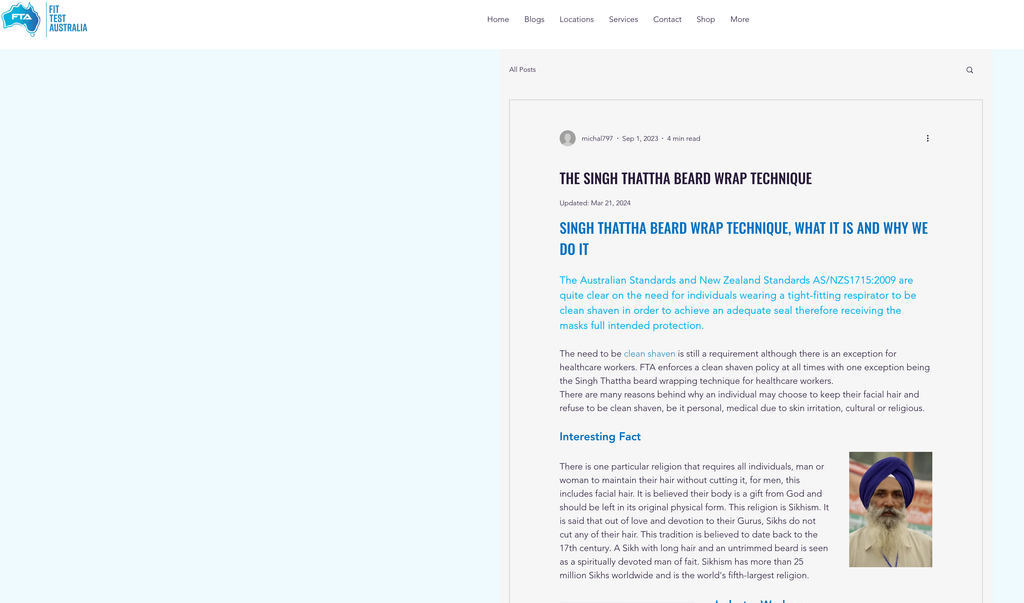 FTA
FIT
TEST
AUSTRALIA
Home Blogs Locations Services Contact Shop More
All Posts
michal797 · Sep 1, 2023 · 4 min read
THE SINGH THATTHA BEARD WRAP TECHNIQUE
Updated: Mar 21, 2024
SINGH THATTHA BEARD WRAP TECHNIQUE, WHAT IT IS AND WHY WE
DO IT
The Australian Standards and New Zealand Standards AS/NZS1715:2009 are
quite clear on the need for individuals wearing a tight-fitting respirator to be
clean shaven in order to achieve an adequate seal therefore receiving the
masks full intended protection.
The need to be clean shaven is still a requirement although there is an exception for
healthcare workers. FTA enforces a clean shaven policy at all times with one exception being
the Singh Thattha beard wrapping technique for healthcare workers.
There are many reasons behind why an individual may choose to keep their facial hair and
refuse to be clean shaven, be it personal, medical due to skin irritation, cultural or religious.
Interesting Fact
There is one particular religion that requires all individuals, man or
woman to maintain their hair without cutting it, for men, this
includes facial hair. It is believed their body is a gift from God and
should be left in its original physical form. This religion is Sikhism. It
is said that out of love and devotion to their Gurus, Sikhs do not
cut any of their hair. This tradition is believed to date back to the
17th century. A Sikh with long hair and an untrimmed beard is seen
as a spiritually devoted man of fait. Sikhism has more than 25
million Sikhs worldwide and is the world's fifth-largest religion.